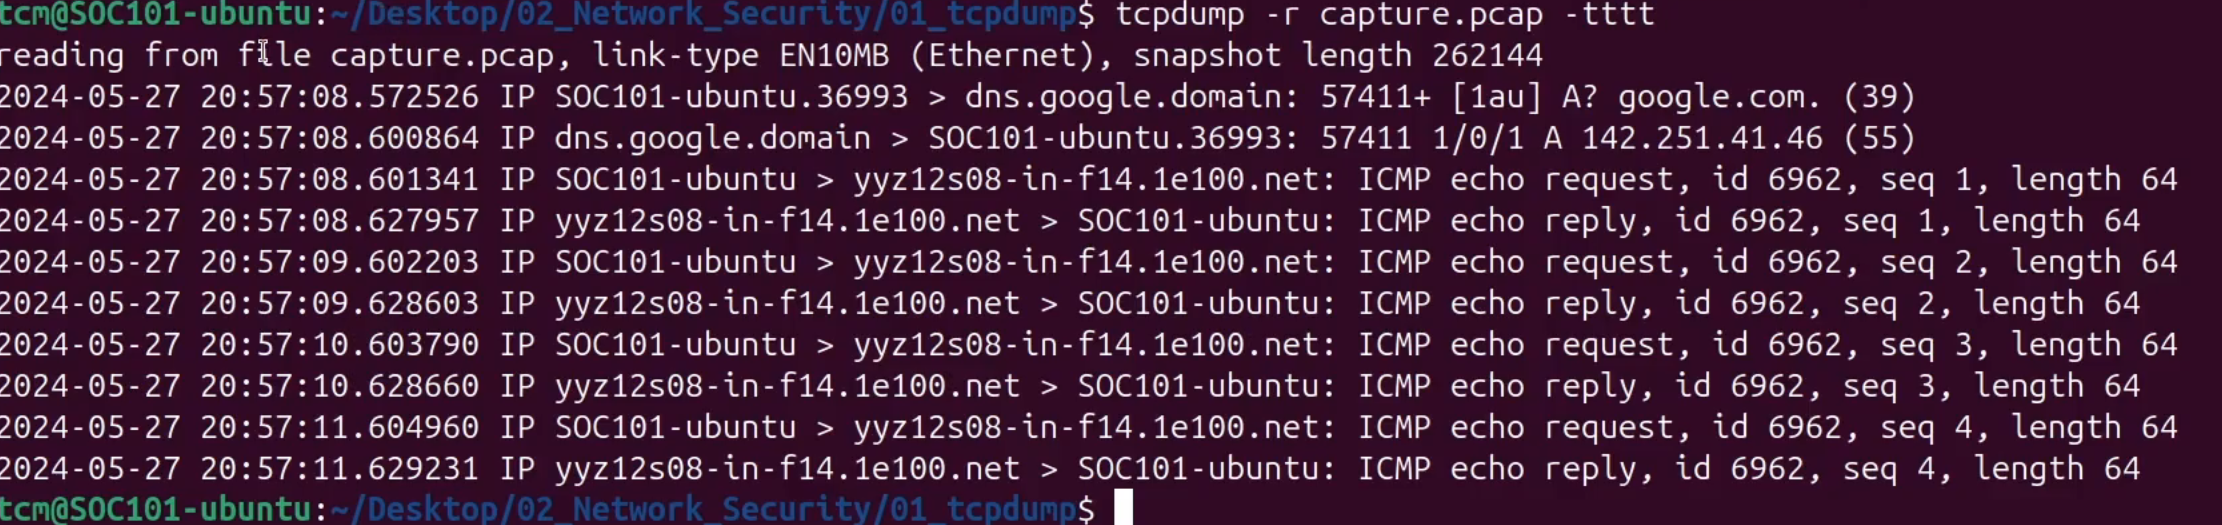 tcm@SOC101-ubuntu:~/Desktop/02_Network_Security/01_tcpdump$ tcpdump -r capture.pcap -tttt
reading from file capture.pcap, link-type EN10MB (Ethernet), snapshot length 262144
2024-05-27 20:57:08.572526 IP SOC101-ubuntu.36993 > dns.google.domain: 57411+ [1au] A? google.com. (39)
2024-05-27 20:57:08.600864 IP dns.google.domain > SOC101-ubuntu.36993: 57411 1/0/1 A 142.251.41.46 (55)
2024-05-27 20:57:08.601341 IP SOC101-ubuntu > yyz12s08-in-f14.1e100.net: ICMP echo request, id 6962, seq 1, length 64
2024-05-27 20:57:08.627957 IP yyz12s08-in-f14.1e100.net > SOC101-ubuntu: ICMP echo reply, id 6962, seq 1, length 64
2024-05-27 20:57:09.602203 IP SOC101-ubuntu > yyz12s08-in-f14.1e100.net: ICMP echo request, id 6962, seq 2, length 64
2024-05-27 20:57:09.628603 IP yyz12s08-in-f14.1e100.net > SOC101-ubuntu: ICMP echo reply, id 6962, seq 2, length 64
2024-05-27 20:57:10.603790 IP SOC101-ubuntu > yyz12s08-in-f14.1e100.net: ICMP echo request, id 6962, seq 3, length 64
2024-05-27 20:57:10.628660 IP yyz12s08-in-f14.1e100.net > SOC101-ubuntu: ICMP echo reply, id 6962, seq 3, length 64
2024-05-27 20:57:11.604960 IP SOC101-ubuntu > yyz12s08-in-f14.1e100.net: ICMP echo request, id 6962, seq 4, length 64
2024-05-27 20:57:11.629231 IP yyz12s08-in-f14.1e100.net > SOC101-ubuntu: ICMP echo reply, id 6962, seq 4, length 64
tcm@SOC101-ubuntu:~/Desktop/02_Network_Security/01_tcpdump$